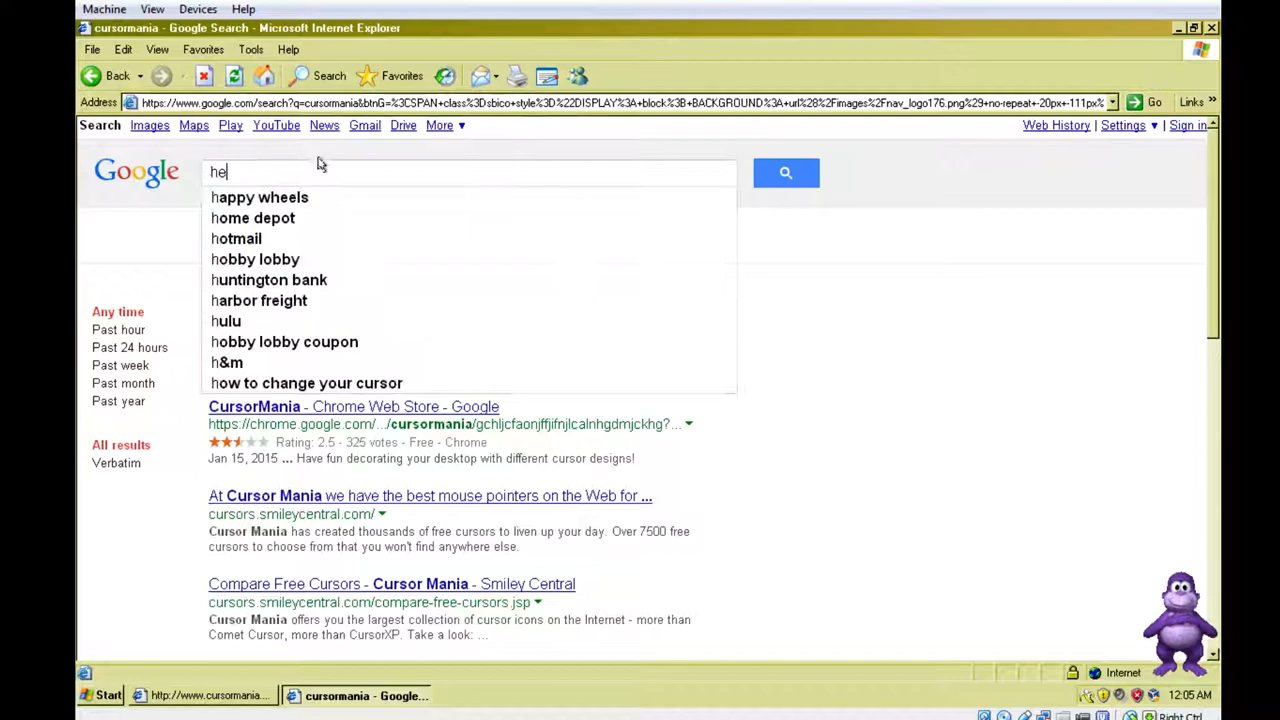 Machine View Devices Help
cursormania - Google Search - Microsoft Internet Explorer
File Edit View Favorites Tools Help
Back Search Favorites
Address https://www.google.com/search?q=cursormania&btnG=%3CSPAN+class%3Dsbico+style%3D%22DISPLAY%3A+block%3B+BACKGROUND%3A+url%28%2Fimages%2Fnav_logo176.png%29+no-repeat+-20px+-111px% Go Links »
Search Images Maps Play YouTube News Gmail Drive More ▼ Web History | Settings ▼ | Sign in
Google he
happy wheels
home depot
hotmail
hobby lobby
huntington bank
harbor freight
hulu
hobby lobby coupon
h&m
how to change your cursor
Any time
Past hour
Past 24 hours
Past week
Past month
Past year
All results
Verbatim
CursorMania - Chrome Web Store - Google
https://chrome.google.com/.../cursormania/gchljcfaonjffjifnjlcalnhgdmjckhg?...
Rating: 2.5 - 325 votes - Free - Chrome
Jan 15, 2015 ... Have fun decorating your desktop with different cursor designs!
At Cursor Mania we have the best mouse pointers on the Web for ...
cursors.smileycentral.com/
Cursor Mania has created thousands of free cursors to liven up your day. Over 7500 free
cursors to choose from that you won't find anywhere else.
Compare Free Cursors - Cursor Mania - Smiley Central
cursors.smileycentral.com/compare-free-cursors.jsp
Cursor Mania offers you the largest collection of cursor icons on the Internet - more than
Comet Cursor, more than CursorXP. Take a look: ...
Internet
Start http://www.cursormania.... cursormania - Google... 12:05 AM
Right Ctrl